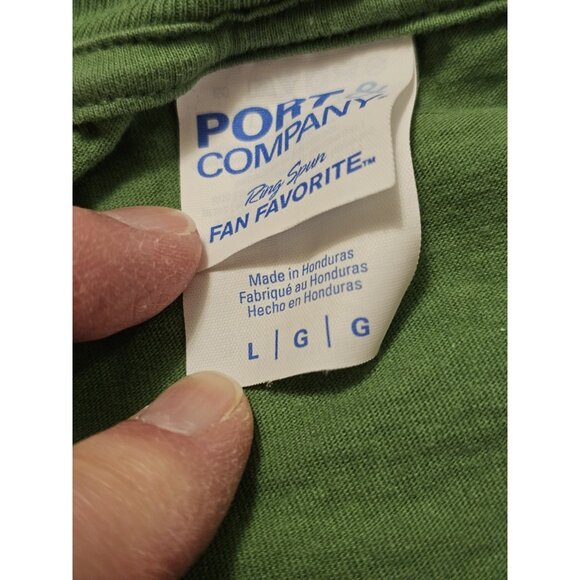 PORT &
COMPANY
Ring Spun
FAN FAVORITE™
Made in Honduras
Fabriqué au Honduras
Hecho en Honduras
L | G | G